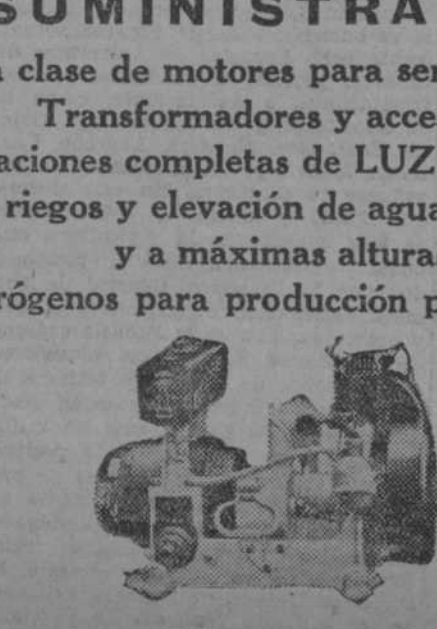 SUMINISTRA
a clase de motores para ser
Transformadores y acce
aciones completas de LUZ
riegos y elevación de agua
y a máximas altura
rógenos para producción p